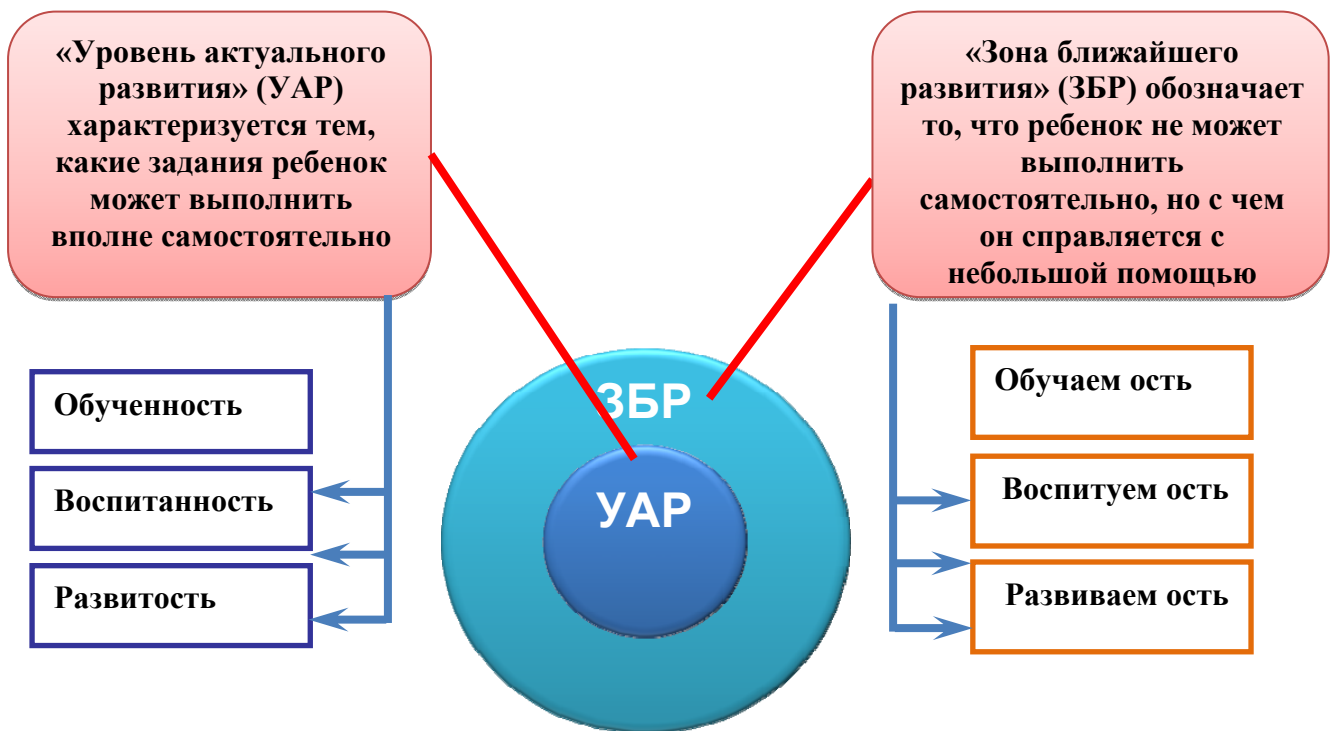 «Уровень актуального
развития» (УАР)
характеризуется тем,
какие задания ребенок
может выполнить
вполне самостоятельно
«Зона ближайшего
развития» (ЗБР) обозначает
то, что ребенок не может
выполнить
самостоятельно, но с чем
он справляется с
небольшой помощью
Обученность
Воспитанность
Развитость
ЗБР
УАР
Обучаем ость
Воспитуем ость
Развиваем ость